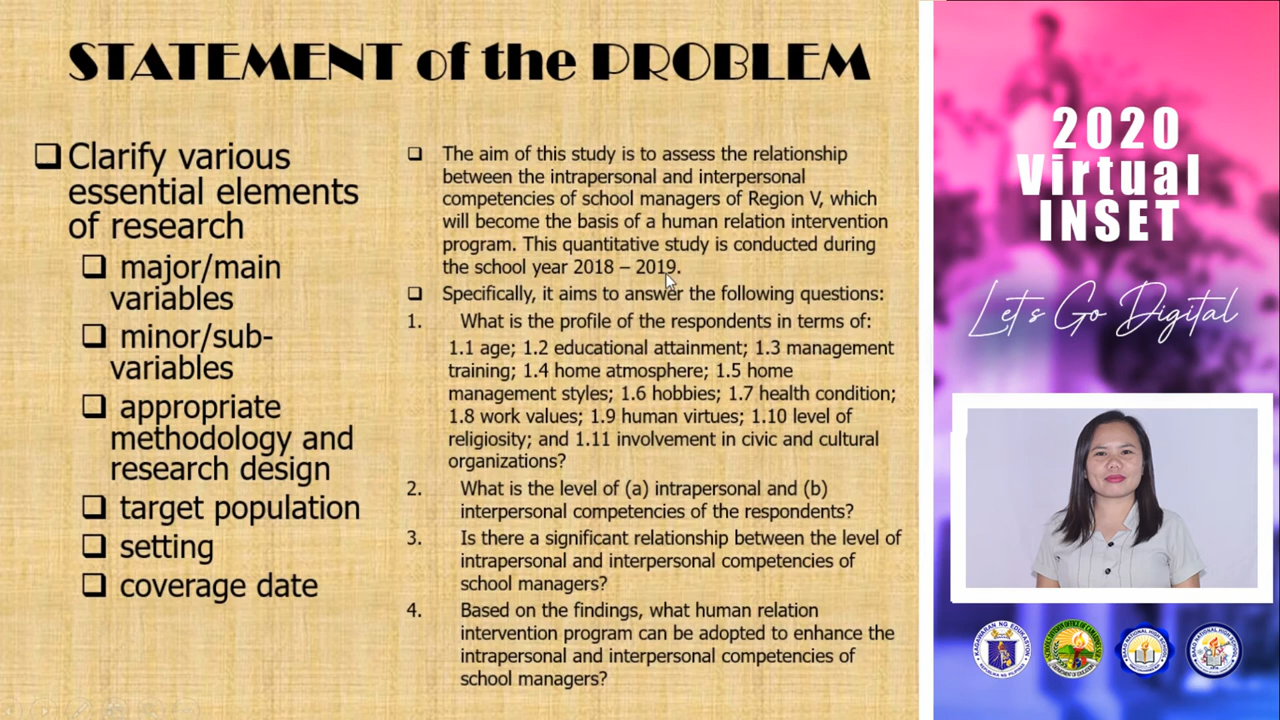 STATEMENT of the PROBLEM
❑ Clarify various
essential elements
of research
❑ major/main
variables
❑ minor/sub-
variables
❑ appropriate
methodology and
research design
❑ target population
❑ setting
❑ coverage date
❑ The aim of this study is to assess the relationship
between the intrapersonal and interpersonal
competencies of school managers of Region V, which
will become the basis of a human relation intervention
program. This quantitative study is conducted during
the school year 2018 – 2019.
❑ Specifically, it aims to answer the following questions:
1. What is the profile of the respondents in terms of:
1.1 age; 1.2 educational attainment; 1.3 management
training; 1.4 home atmosphere; 1.5 home
management styles; 1.6 hobbies; 1.7 health condition;
1.8 work values; 1.9 human virtues; 1.10 level of
religiosity; and 1.11 involvement in civic and cultural
organizations?
2. What is the level of (a) intrapersonal and (b)
interpersonal competencies of the respondents?
3. Is there a significant relationship between the level of
intrapersonal and interpersonal competencies of
school managers?
4. Based on the findings, what human relation
intervention program can be adopted to enhance the
intrapersonal and interpersonal competencies of
school managers?
2020
Virtual
INSET
Let's Go Digital
KAGAWARAN NG EDUKASYON
REPUBLIKA NG PILIPINAS